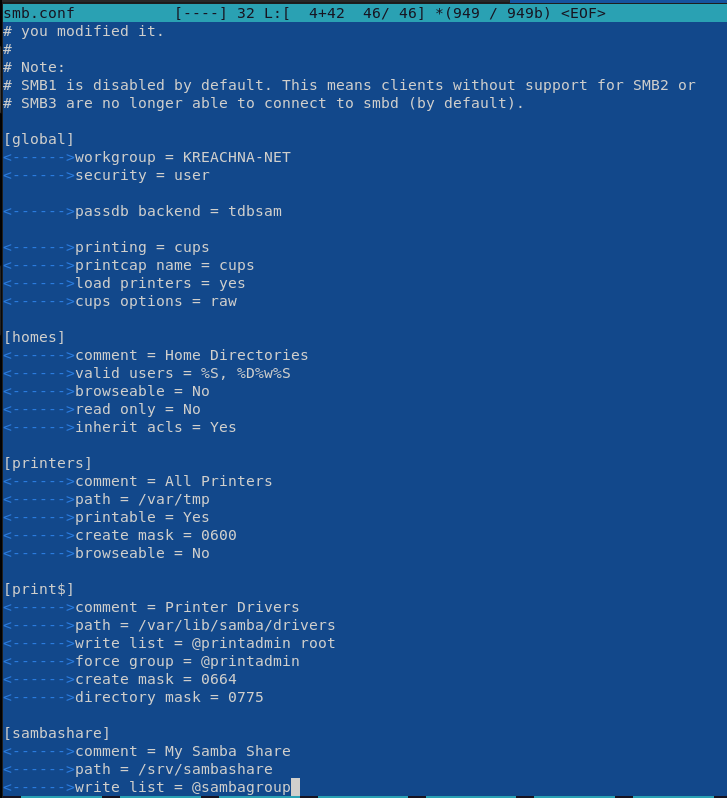 smb.conf [----] 32 L:[ 4+42 46/ 46] *(949 / 949b) <EOF>
# you modified it.
#
# Note:
# SMB1 is disabled by default. This means clients without support for SMB2 or
# SMB3 are no longer able to connect to smbd (by default).
[global]
<------>workgroup = KREACHNA-NET
<------>security = user
<------>passdb backend = tdbsam
<------>printing = cups
<------>printcap name = cups
<------>load printers = yes
<------>cups options = raw
[homes]
<------>comment = Home Directories
<------>valid users = %S, %D%w%S
<------>browseable = No
<------>read only = No
<------>inherit acls = Yes
[printers]
<------>comment = All Printers
<------>path = /var/tmp
<------>printable = Yes
<------>create mask = 0600
<------>browseable = No
[print$]
<------>comment = Printer Drivers
<------>path = /var/lib/samba/drivers
<------>write list = @printadmin root
<------>force group = @printadmin
<------>create mask = 0664
<------>directory mask = 0775
[sambashare]
<------>comment = My Samba Share
<------>path = /srv/sambashare
<------>write list = @sambagroup